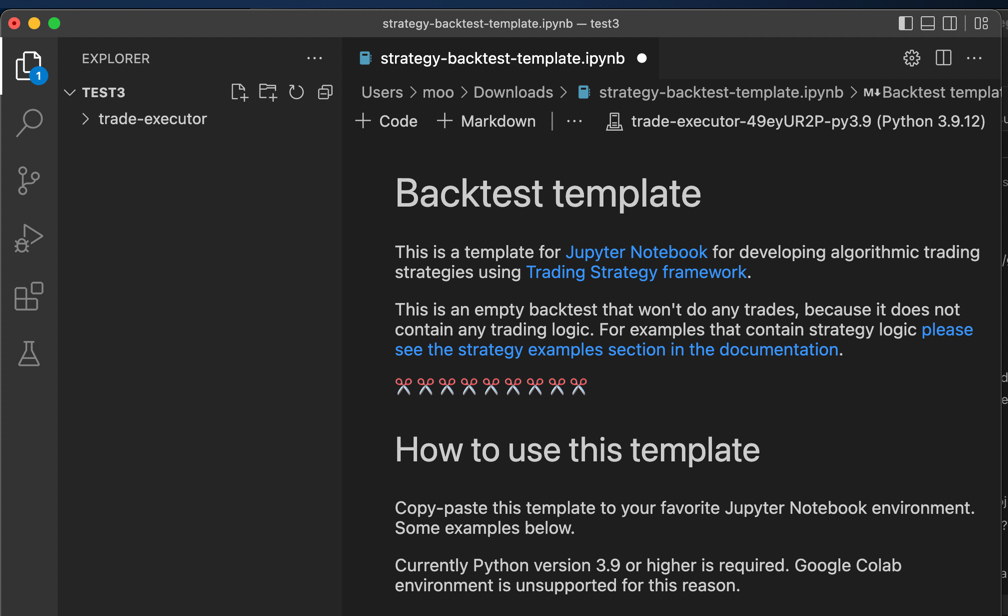 strategy-backtest-template.ipynb — test3
EXPLORER
1
TEST3
trade-executor
strategy-backtest-template.ipynb
Users > moo > Downloads > strategy-backtest-template.ipynb > M↓Backtest templat
+ Code + Markdown | ··· trade-executor-49eyUR2P-py3.9 (Python 3.9.12)
Backtest template
This is a template for Jupyter Notebook for developing algorithmic trading
strategies using Trading Strategy framework.
This is an empty backtest that won't do any trades, because it does not
contain any trading logic. For examples that contain strategy logic please
see the strategy examples section in the documentation.
How to use this template
Copy-paste this template to your favorite Jupyter Notebook environment.
Some examples below.
Currently Python version 3.9 or higher is required. Google Colab
environment is unsupported for this reason.